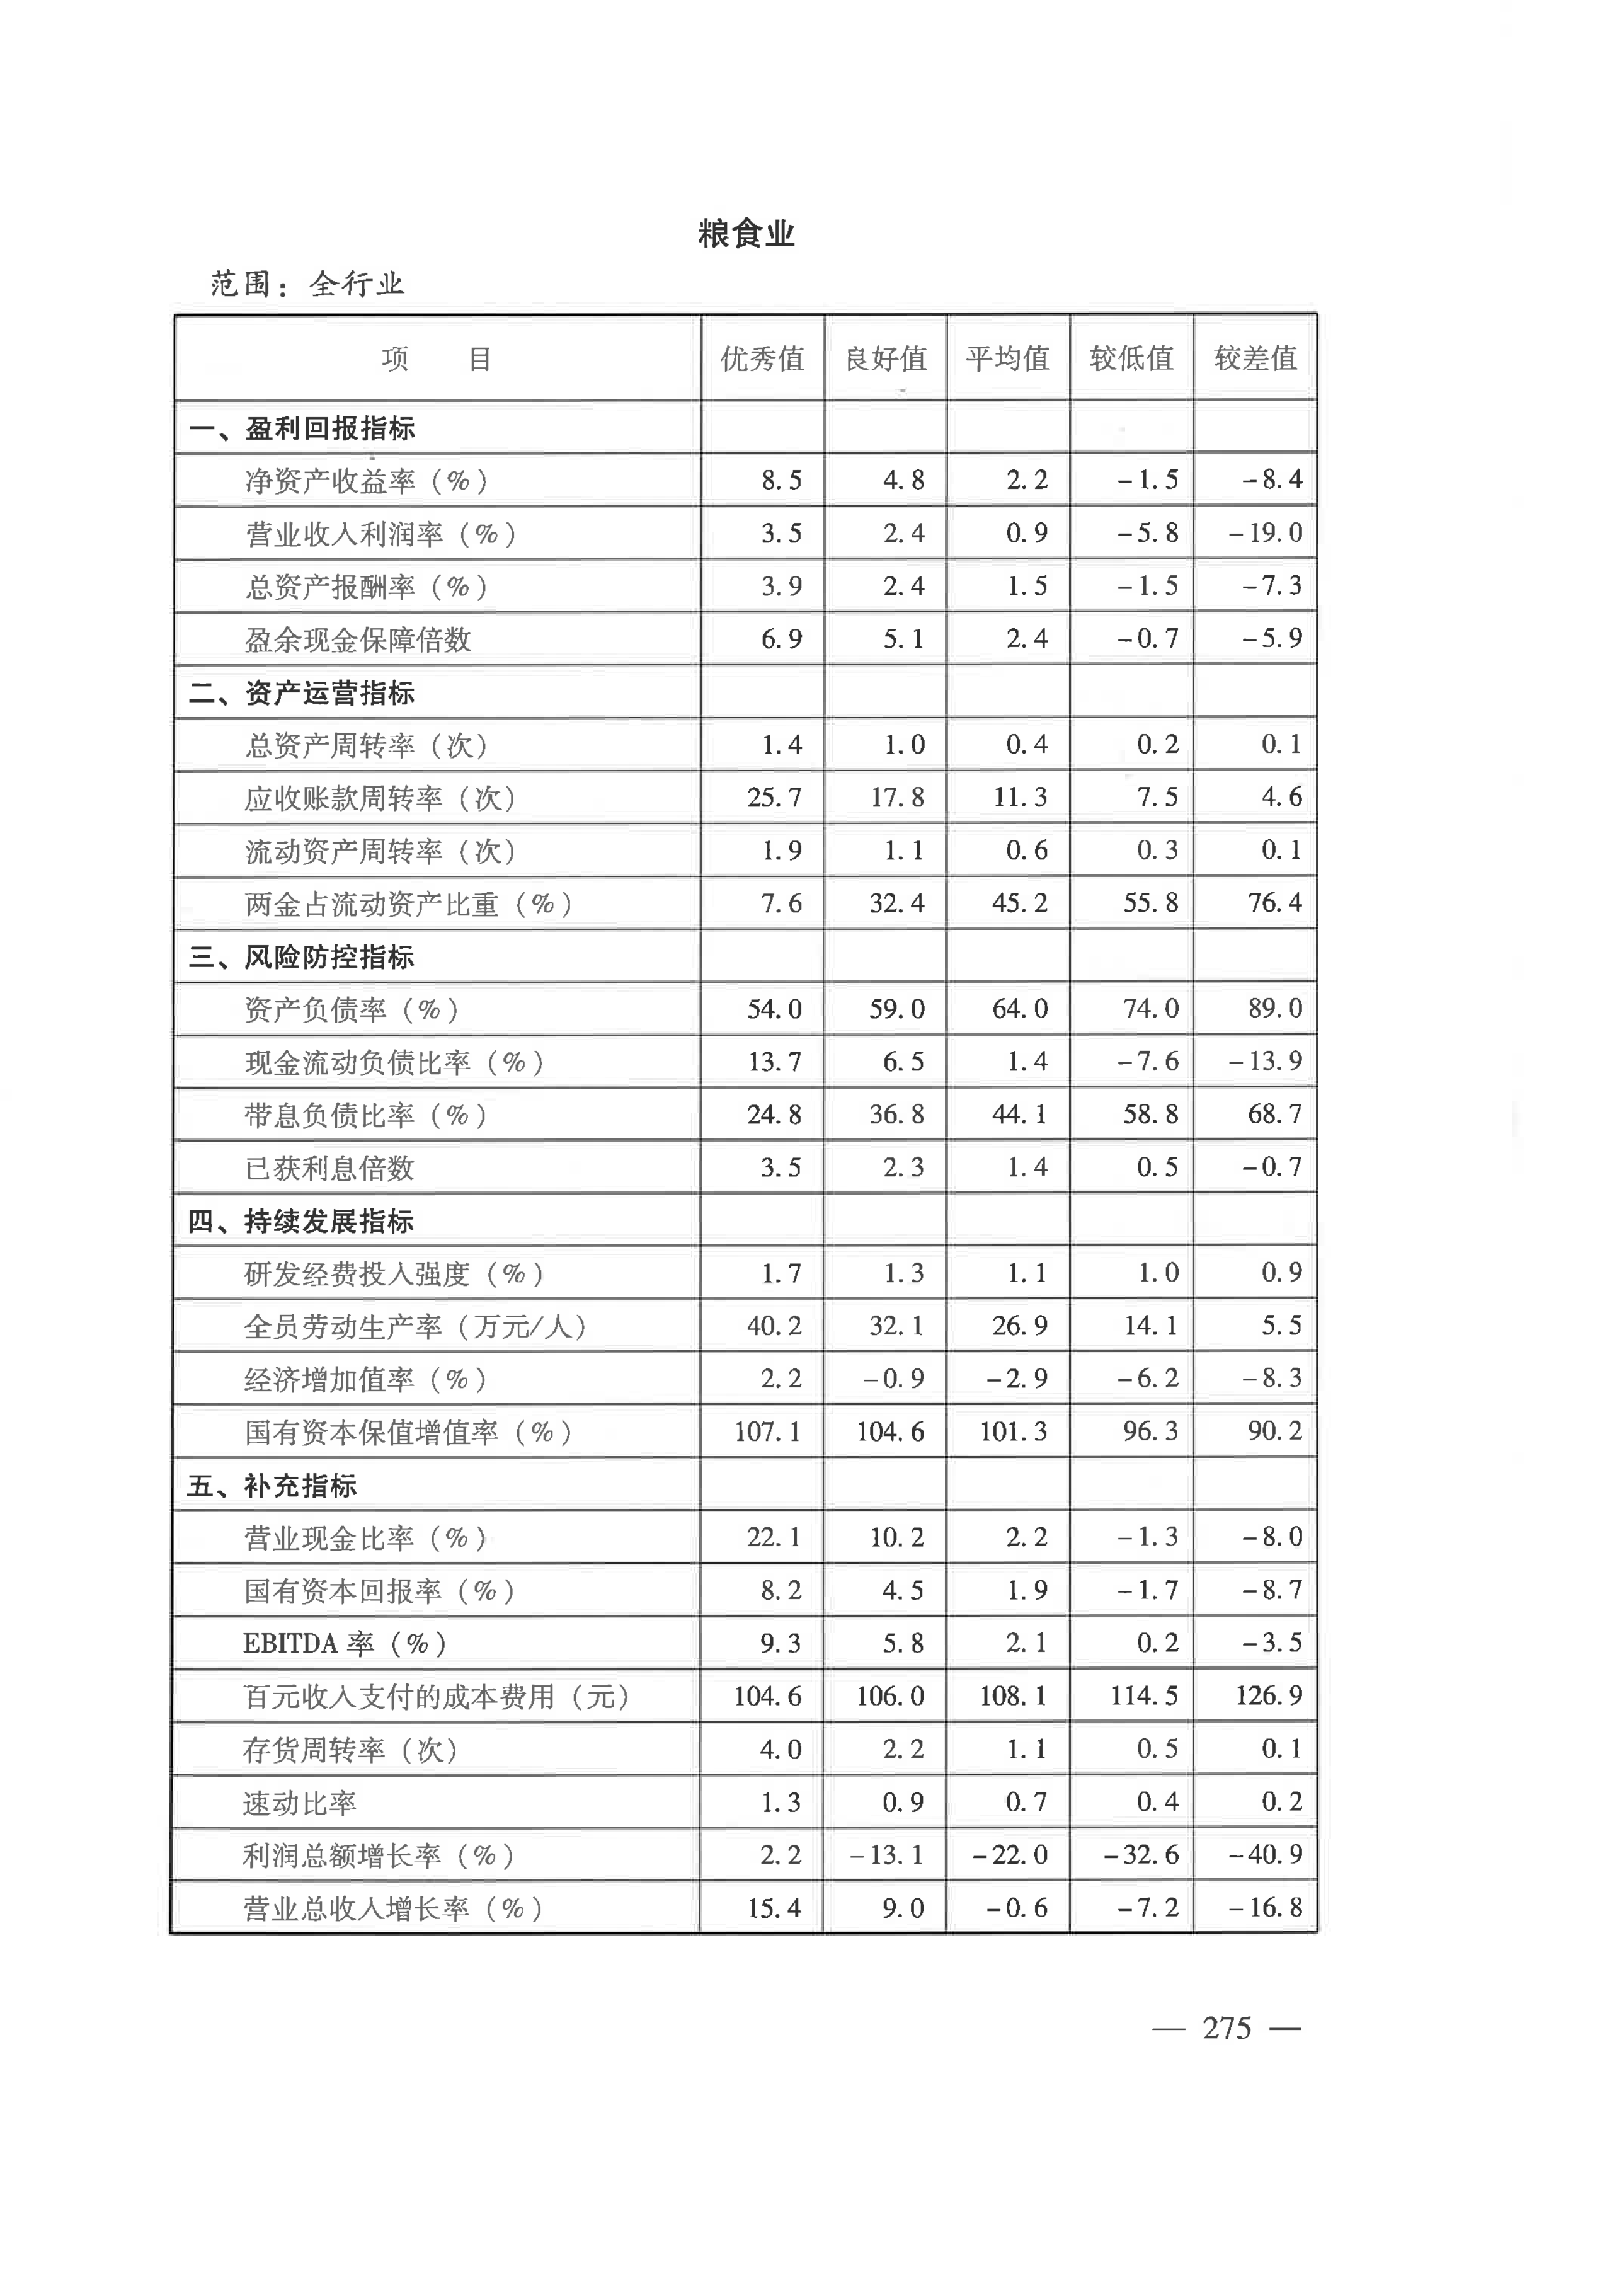 粮食业
范围：全行业
项 目 优秀值 良好值 平均值 较低值 较差值
一、盈利回报指标
净资产收益率（%） 8.5 4.8 2.2 -1.5 -8.4
营业收入利润率（%） 3.5 2.4 0.9 -5.8 -19.0
总资产报酬率（%） 3.9 2.4 1.5 -1.5 -7.3
盈余现金保障倍数 6.9 5.1 2.4 -0.7 -5.9
二、资产运营指标
总资产周转率（次） 1.4 1.0 0.4 0.2 0.1
应收账款周转率（次） 25.7 17.8 11.3 7.5 4.6
流动资产周转率（次） 1.9 1.1 0.6 0.3 0.1
两金占流动资产比重（%） 7.6 32.4 45.2 55.8 76.4
三、风险防控指标
资产负债率（%） 54.0 59.0 64.0 74.0 89.0
现金流动负债比率（%） 13.7 6.5 1.4 -7.6 -13.9
带息负债比率（%） 24.8 36.8 44.1 58.8 68.7
已获利息倍数 3.5 2.3 1.4 0.5 -0.7
四、持续发展指标
研发经费投入强度（%） 1.7 1.3 1.1 1.0 0.9
全员劳动生产率（万元/人） 40.2 32.1 26.9 14.1 5.5
经济增加值率（%） 2.2 -0.9 -2.9 -6.2 -8.3
国有资本保值增值率（%） 107.1 104.6 101.3 96.3 90.2
五、补充指标
营业现金比率（%） 22.1 10.2 2.2 -1.3 -8.0
国有资本回报率（%） 8.2 4.5 1.9 -1.7 -8.7
EBITDA 率（%） 9.3 5.8 2.1 0.2 -3.5
百元收入支付的成本费用（元） 104.6 106.0 108.1 114.5 126.9
存货周转率（次） 4.0 2.2 1.1 0.5 0.1
速动比率 1.3 0.9 0.7 0.4 0.2
利润总额增长率（%） 2.2 -13.1 -22.0 -32.6 -40.9
营业总收入增长率（%） 15.4 9.0 -0.6 -7.2 -16.8
— 275 —